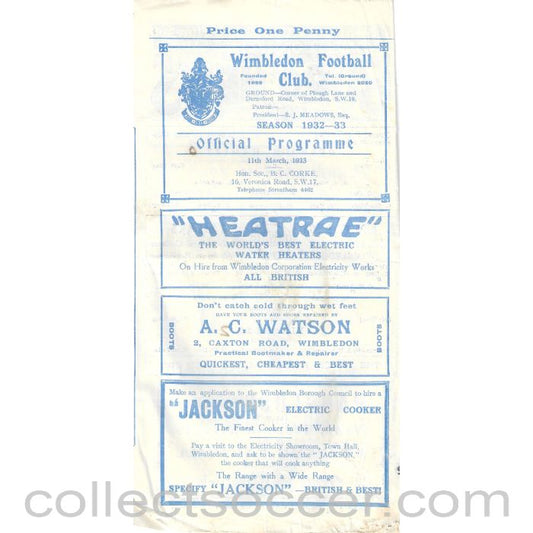 Price One Penny
Wimbledon Football
Club.
Founded
1889
Tel (Ground)
Wimbledon 2020
GROUND—Corner of Plough Lane and
Durnsford Road, Wimbledon, S.W.19.
Patron—
President— S. J. MEADOWS, Esq.
SEASON 1932-33
Official Programme
11th March, 1933
Hon. Sec., H. C. CORKE,
16, Veronica Road, S.W.17.
Telephone Streatham 4402
"HEATRAE"
THE WORLD'S BEST ELECTRIC
WATER HEATERS
On Hire from Wimbledon Corporation Electricity Works
ALL BRITISH
Don't catch cold through wet feet
HAVE YOUR BOOTS AND SHOES REPAIRED BY
A. C. WATSON
2, CAXTON ROAD, WIMBLEDON
Practical Bootmaker & Repairer
QUICKEST, CHEAPEST & BEST
BOOTS
BOOTS
Make an application to the Wimbledon Borough Council to hire a
"JACKSON" ELECTRIC COOKER
The Finest Cooker in the World
Pay a visit to the Electricity Showroom, Town Hall,
Wimbledon, and ask to be shown the "JACKSON,"
the cooker that will cook anything
The Range with a Wide Range
SPECIFY "JACKSON"—BRITISH & BEST!
collectsoccer.com